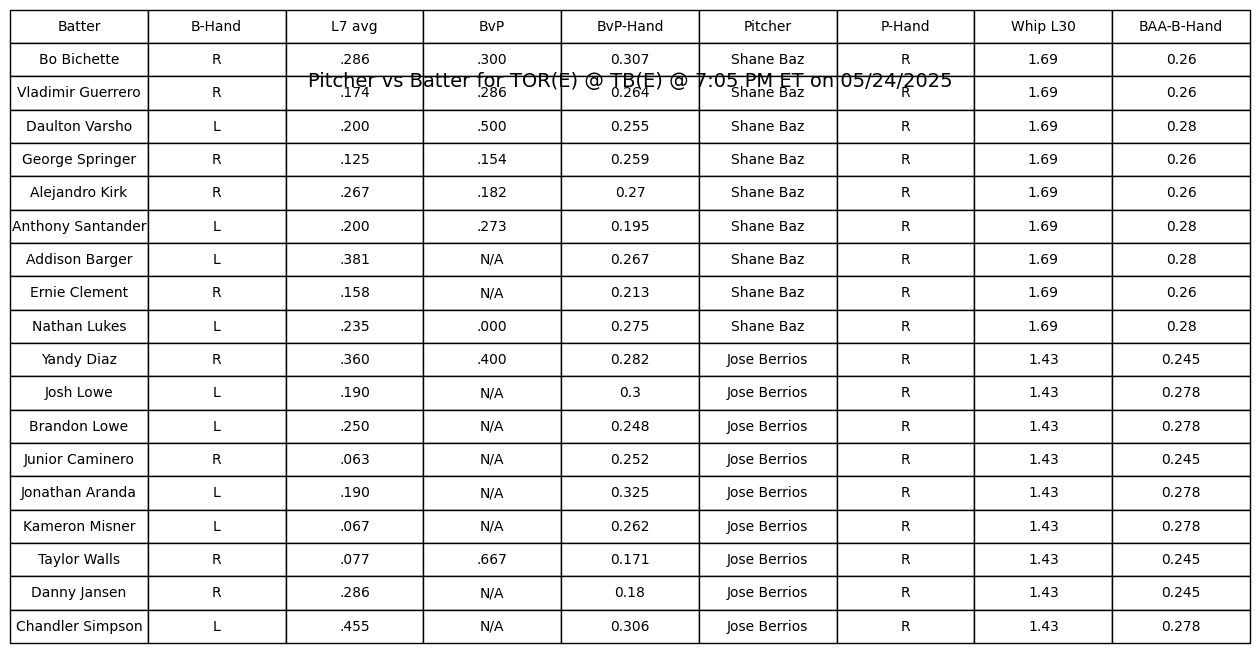 Batter B-Hand L7 avg BvP BvP-Hand Pitcher P-Hand Whip L30 BAA-B-Hand
Bo Bichette R .286 .300 0.307 Shane Baz R 1.69 0.26
Pitcher vs Batter for TOR(E) @ TB(E) @ 7:05 PM ET on 05/24/2025
Vladimir Guerrero R .174 .286 0.264 Shane Baz R 1.69 0.26
Daulton Varsho L .200 .500 0.255 Shane Baz R 1.69 0.28
George Springer R .125 .154 0.259 Shane Baz R 1.69 0.26
Alejandro Kirk R .267 .182 0.27 Shane Baz R 1.69 0.26
Anthony Santander L .200 .273 0.195 Shane Baz R 1.69 0.28
Addison Barger L .381 N/A 0.267 Shane Baz R 1.69 0.28
Ernie Clement R .158 N/A 0.213 Shane Baz R 1.69 0.26
Nathan Lukes L .235 .000 0.275 Shane Baz R 1.69 0.28
Yandy Diaz R .360 .400 0.282 Jose Berrios R 1.43 0.245
Josh Lowe L .190 N/A 0.3 Jose Berrios R 1.43 0.278
Brandon Lowe L .250 N/A 0.248 Jose Berrios R 1.43 0.278
Junior Caminero R .063 N/A 0.252 Jose Berrios R 1.43 0.245
Jonathan Aranda L .190 N/A 0.325 Jose Berrios R 1.43 0.278
Kameron Misner L .067 N/A 0.262 Jose Berrios R 1.43 0.278
Taylor Walls R .077 .667 0.171 Jose Berrios R 1.43 0.245
Danny Jansen R .286 N/A 0.18 Jose Berrios R 1.43 0.245
Chandler Simpson L .455 N/A 0.306 Jose Berrios R 1.43 0.278